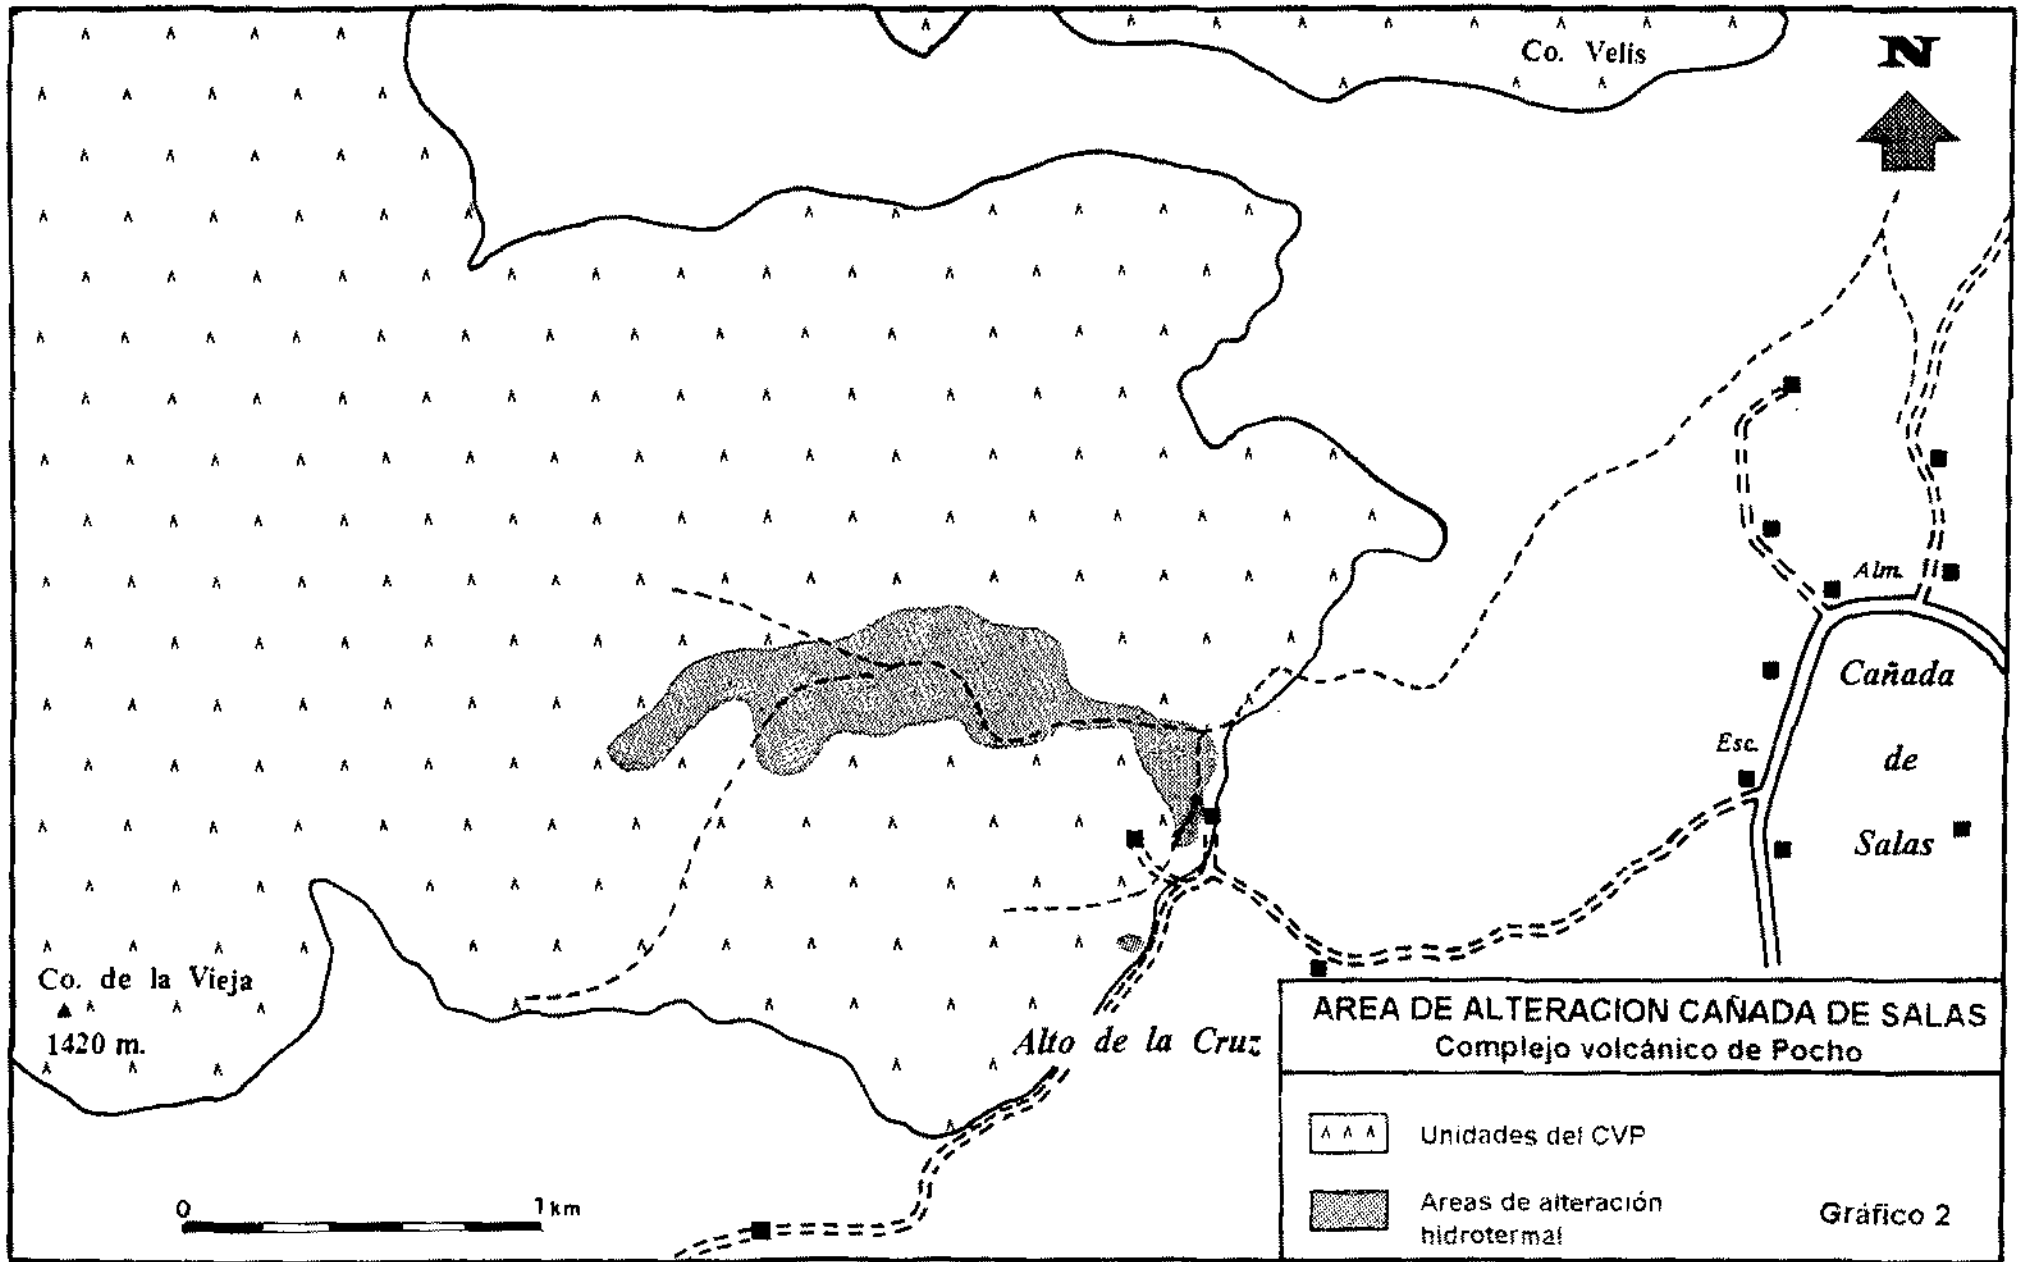 Co. Velis
N
Alm.
Cañada
de
Salas
Esc.
Co. de la Vieja
1420 m.
Alto de la Cruz
0 1 km
AREA DE ALTERACION CAÑADA DE SALAS
Complejo volcánico de Pocho
Unidades del CVP
Areas de alteración
hidrotermal
Gráfico 2